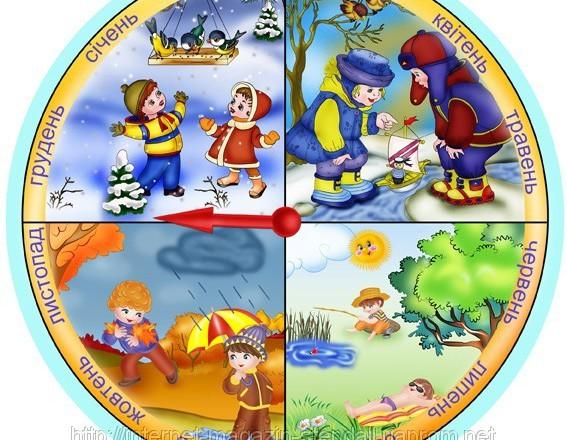 січень
грудень
листопад
жовтень
квітень
травень
червень
липень